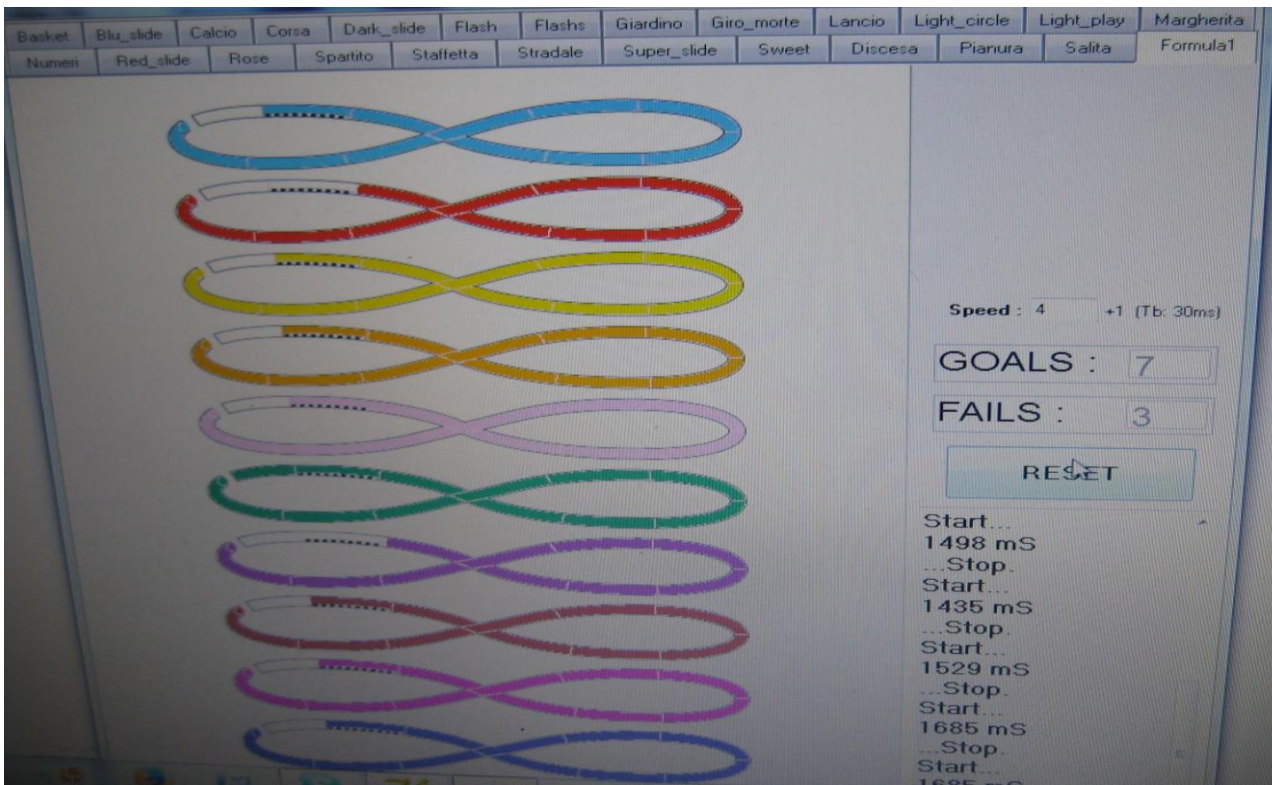 Basket Blu_slide Calcio Corsa Dark_slide Flash Flashs Giardino Giro_morte Lancio Light_circle Light_play Margherita
Numeri Red_slide Rose Spartito Staffetta Stradale Super_slide Sweet Discesa Pianura Salita Formula1
Speed : 4 +1 (Tb: 30ms)
GOALS : 7
FAILS : 3
RESET
Start...
1498 mS
...Stop.
Start...
1435 mS
...Stop.
Start...
1529 mS
...Stop.
Start...
1685 mS
...Stop.
Start...
1685 mS